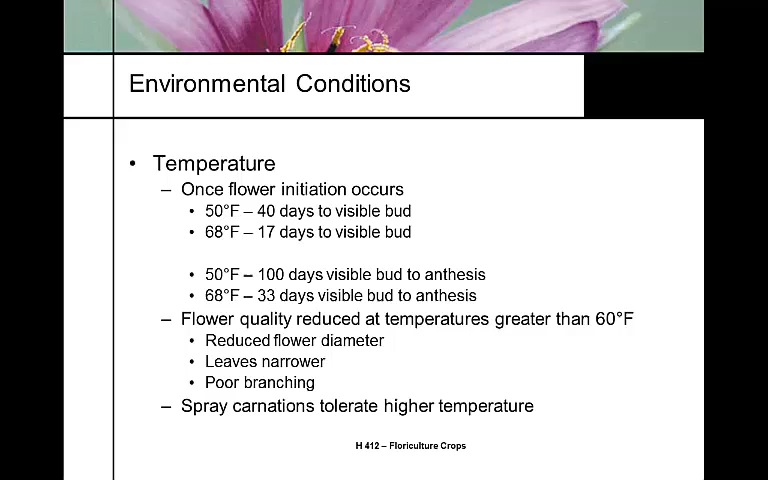 Environmental Conditions
• Temperature
– Once flower initiation occurs
• 50°F – 40 days to visible bud
• 68°F – 17 days to visible bud
• 50°F – 100 days visible bud to anthesis
• 68°F – 33 days visible bud to anthesis
– Flower quality reduced at temperatures greater than 60°F
• Reduced flower diameter
• Leaves narrower
• Poor branching
– Spray carnations tolerate higher temperature
H 412 – Floriculture Crops